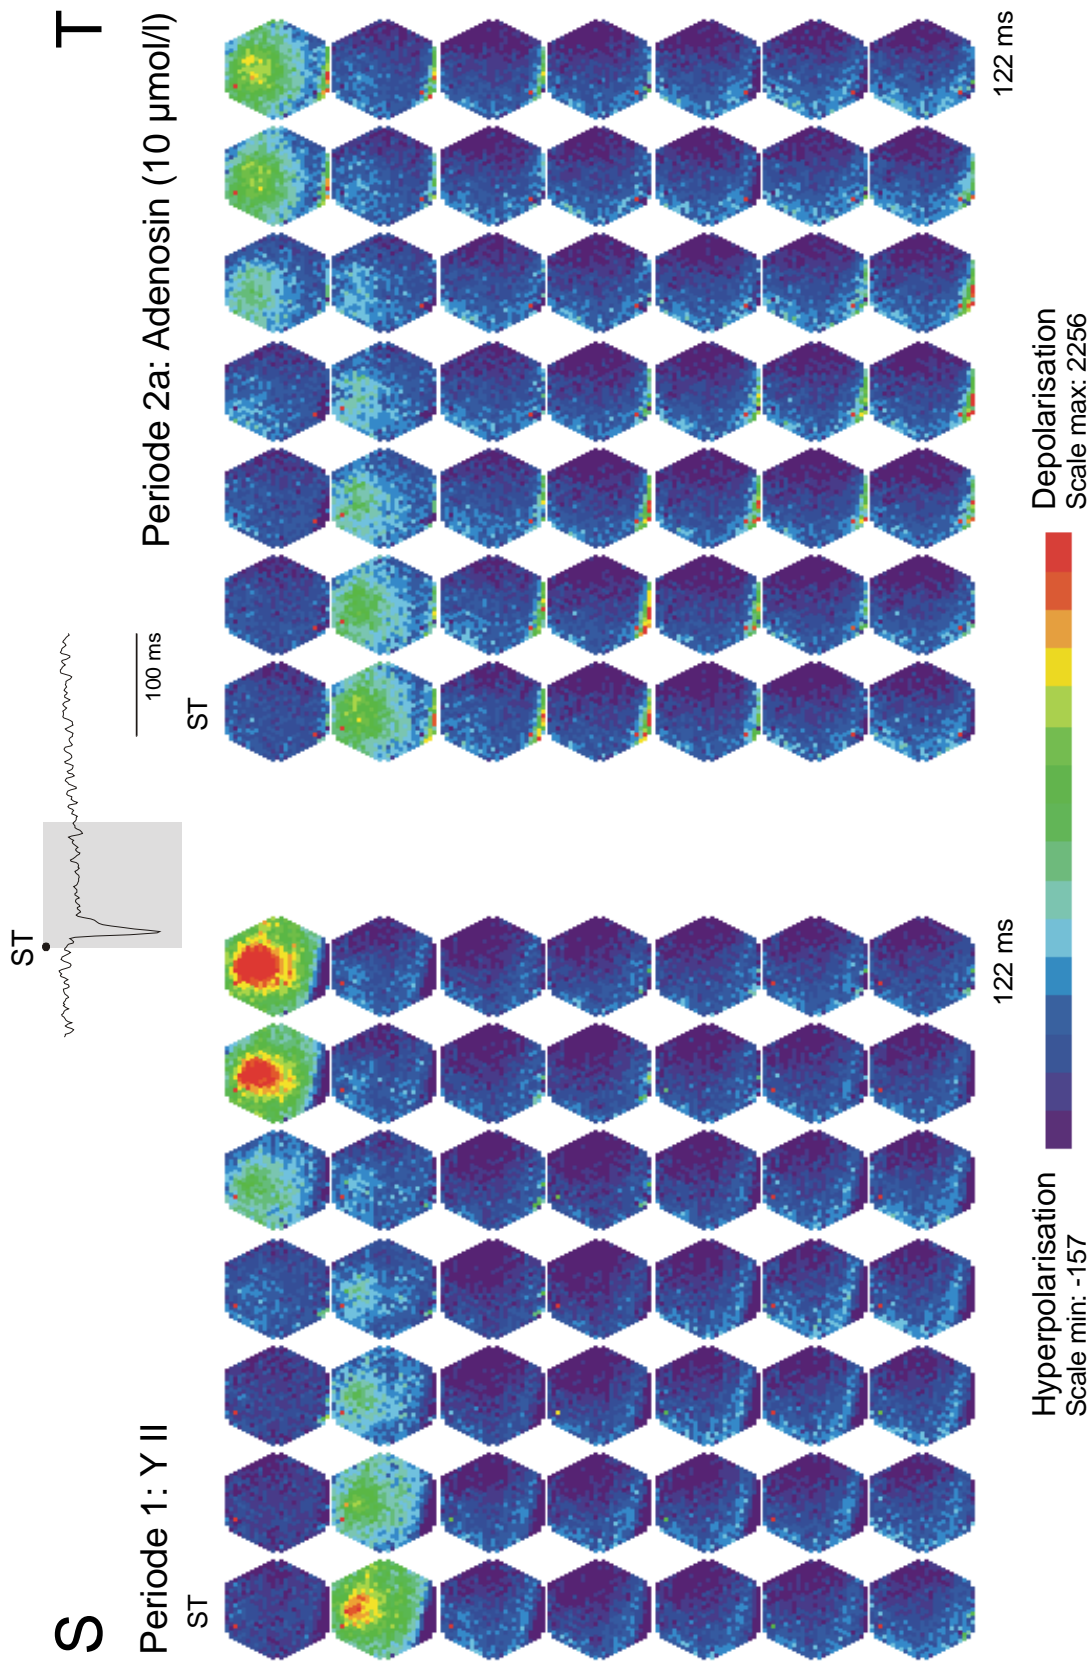 S
T
ST
100 ms
Periode 1: Y II
Periode 2a: Adenosin (10 µmol/l)
ST
ST
122 ms
122 ms
Hyperpolarisation
Scale min: -157
Depolarisation
Scale max: 2256